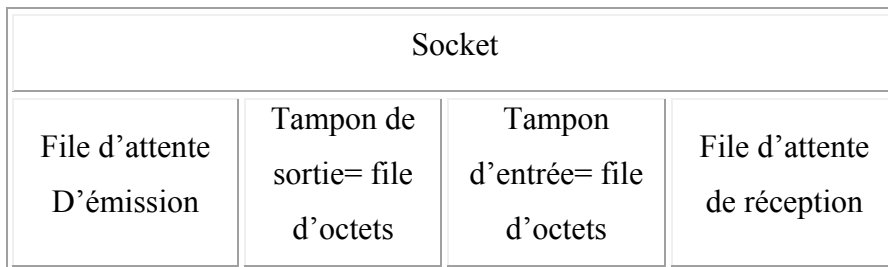 Socket
File d’attente
D’émission
Tampon de
sortie= file
d’octets
Tampon
d’entrée= file
d’octets
File d’attente
de réception